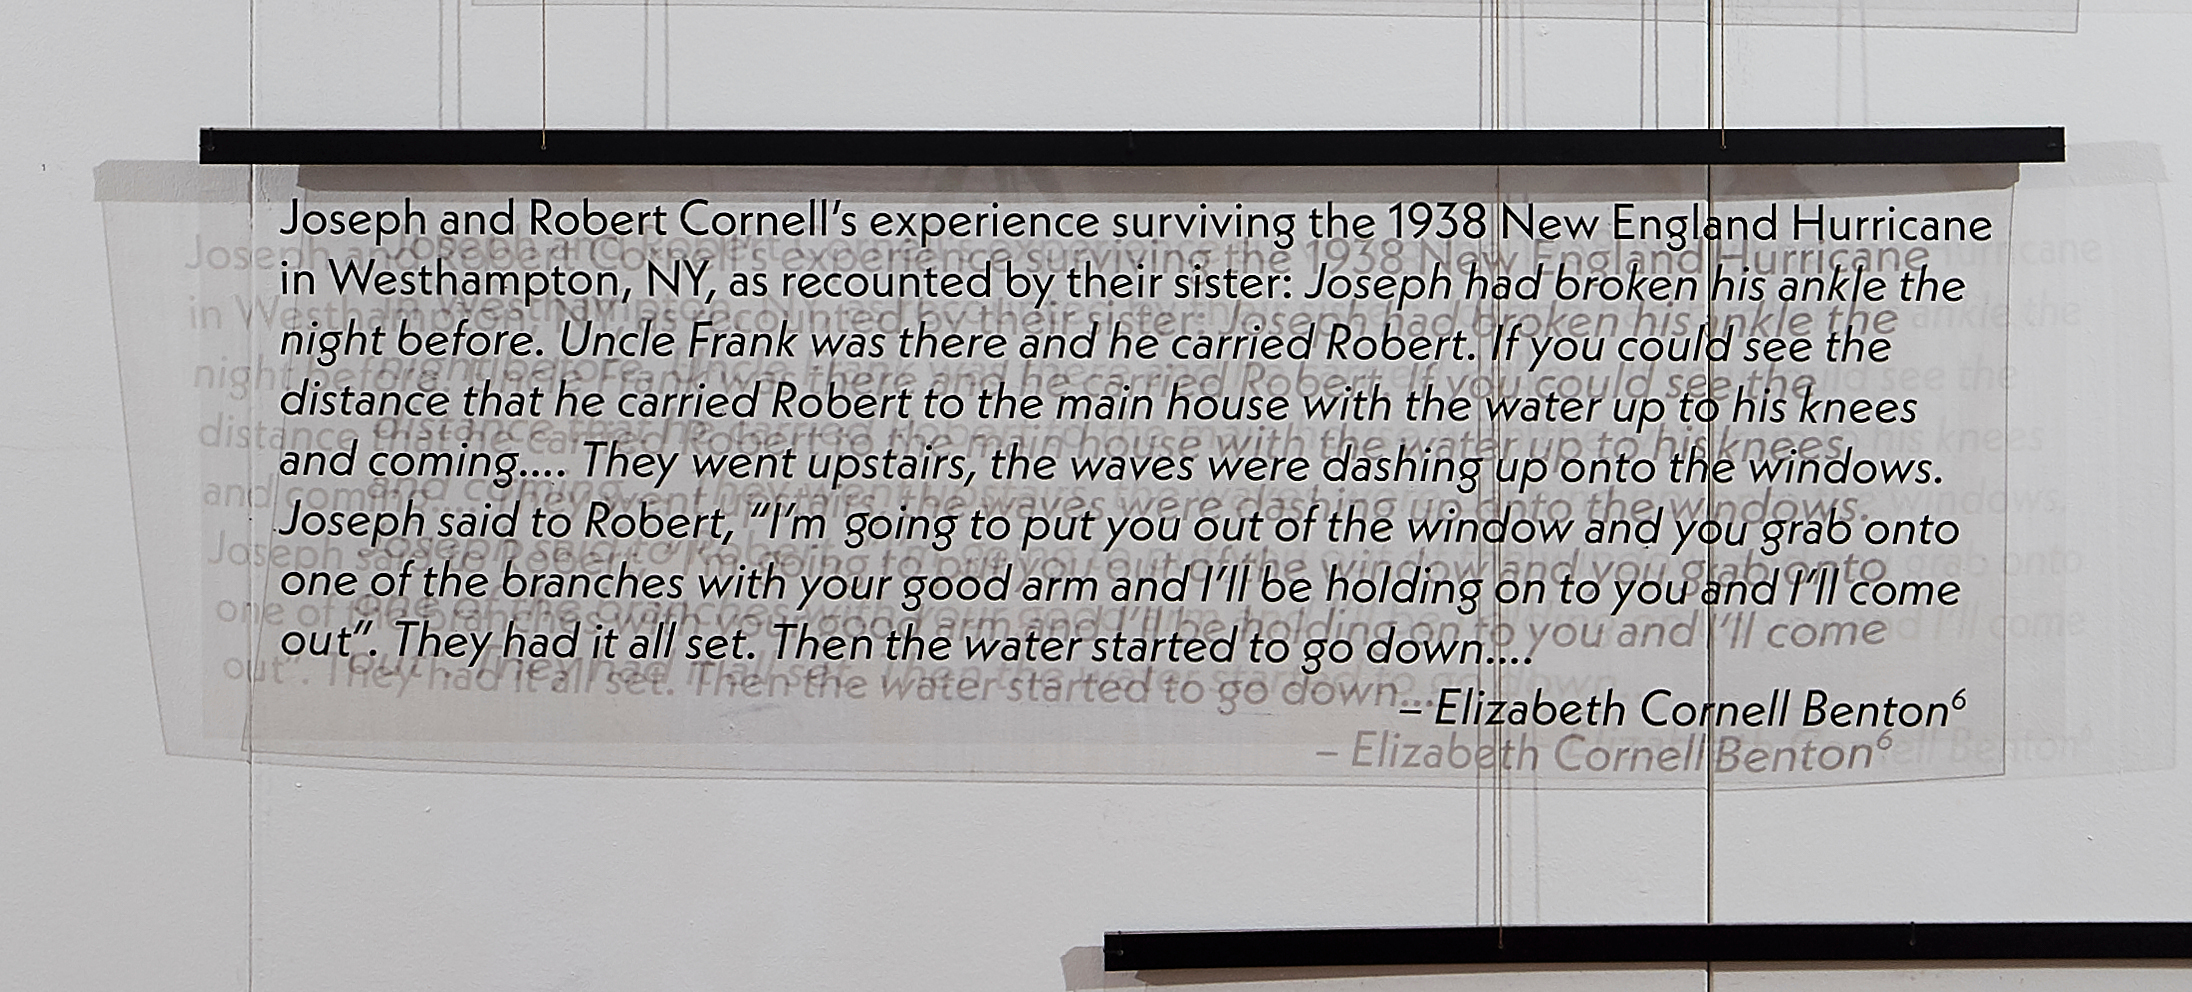 Joseph and Robert Cornell's experience surviving the 1938 New England Hurricane
in Westhampton, NY, as recounted by their sister: Joseph had broken his ankle the
night before. Uncle Frank was there and he carried Robert. If you could see the
distance that he carried Robert to the main house with the water up to his knees
and coming.... They went upstairs, the waves were dashing up onto the windows.
Joseph said to Robert, "I'm going to put you out of the window and you grab onto
one of the branches with your good arm and I'll be holding on to you and I'll come
out". They had it all set. Then the water started to go down....
– Elizabeth Cornell Benton⁶